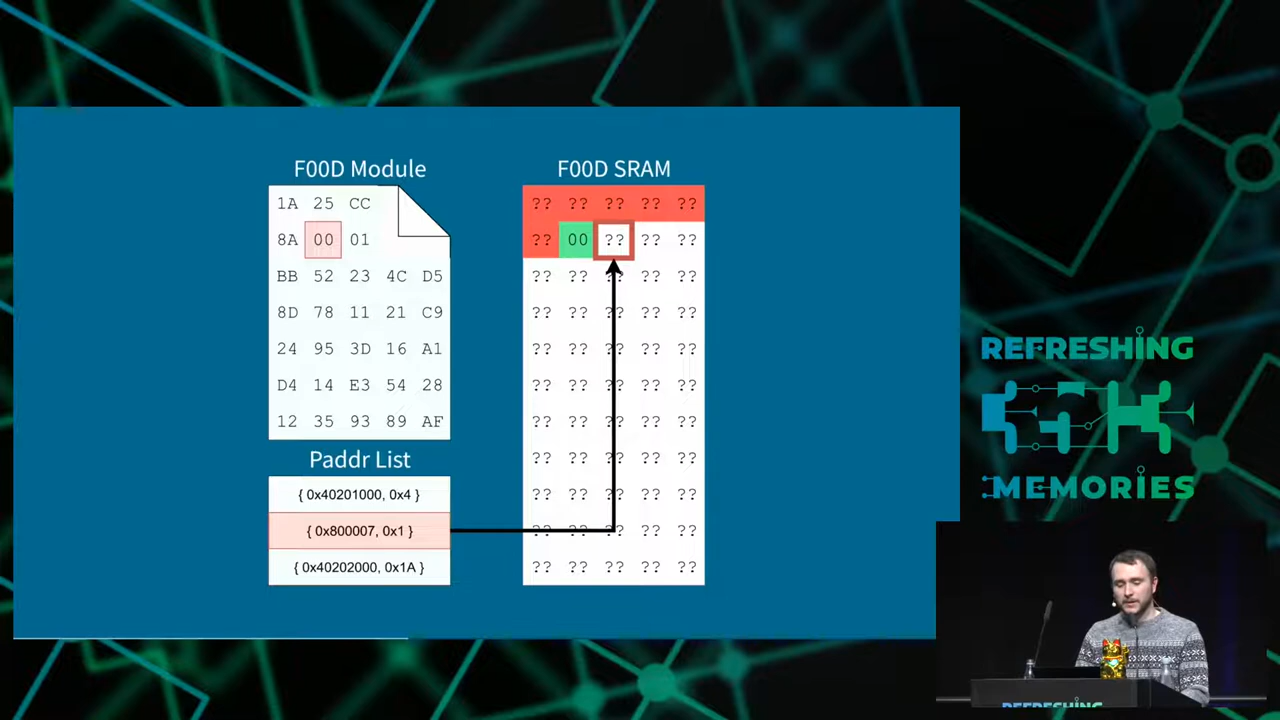 F00D Module
1A 25 CC
8A 00 01
BB 52 23 4C D5
8D 78 11 21 C9
24 95 3D 16 A1
D4 14 E3 54 28
12 35 93 89 AF
Paddr List
{ 0x40201000, 0x4 }
{ 0x800007, 0x1 }
{ 0x40202000, 0x1A }
F00D SRAM
?? ?? ?? ?? ??
?? 00 ?? ?? ??
?? ?? ?? ?? ??
?? ?? ?? ?? ??
?? ?? ?? ?? ??
?? ?? ?? ?? ??
?? ?? ?? ?? ??
?? ?? ?? ?? ??
?? ?? ?? ?? ??
?? ?? ?? ?? ??
?? ?? ?? ?? ??
REFRESHING
MEMORIES
REFRESHING